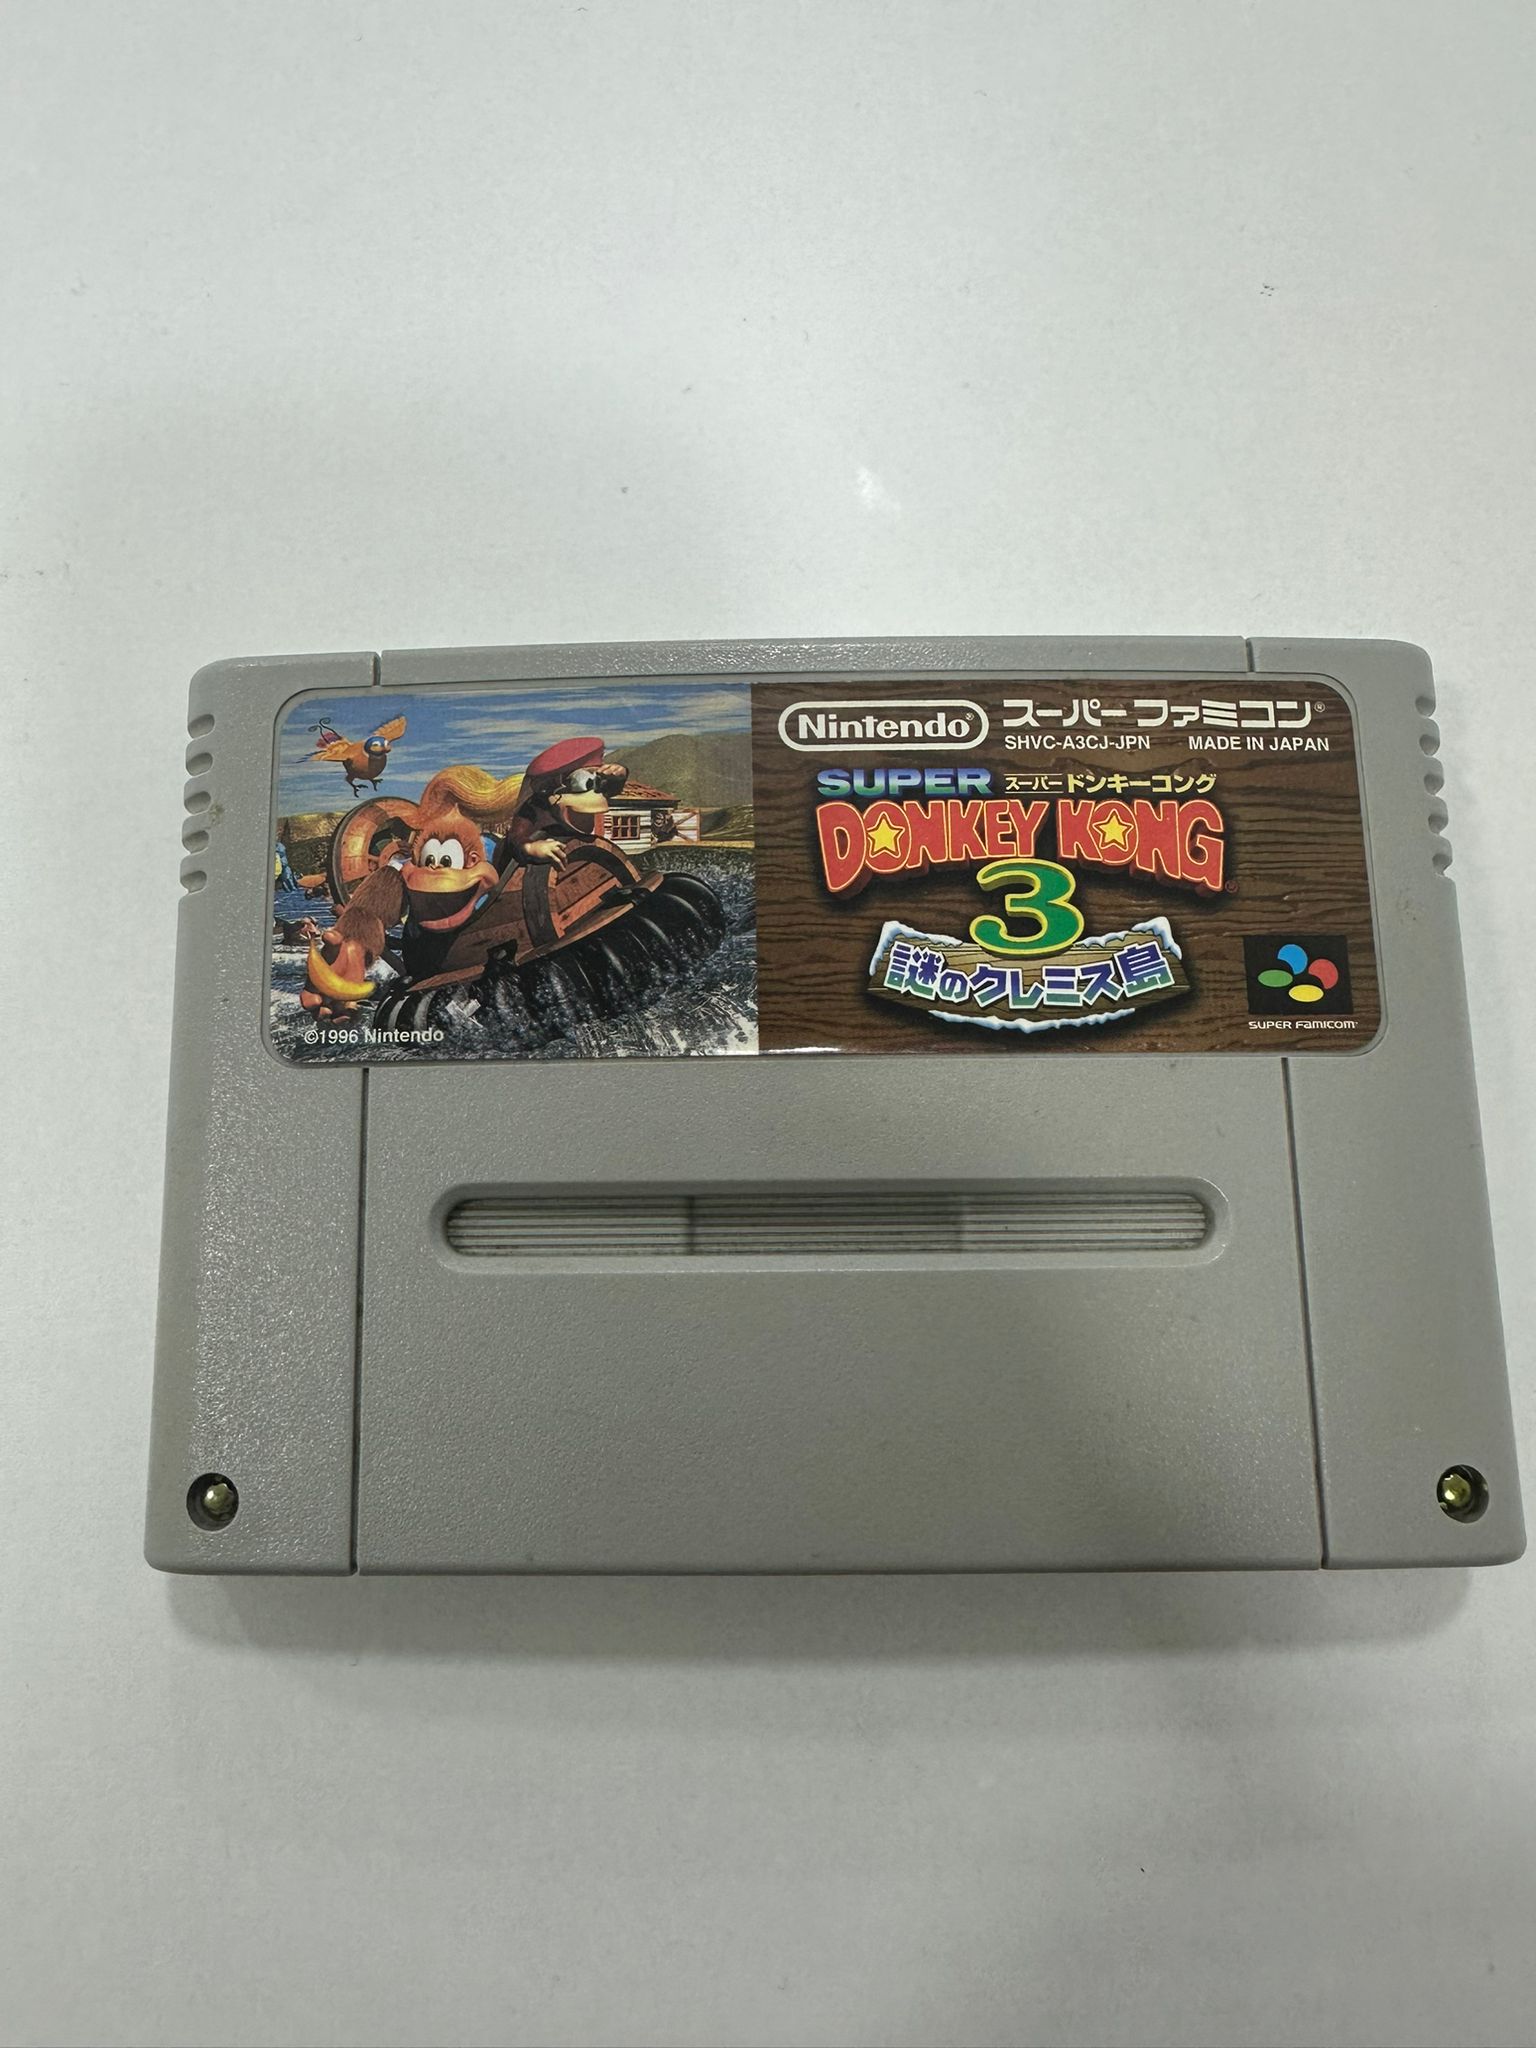 Nintendo® スーパーファミコン®
SHVC-A3CJ-JPN MADE IN JAPAN
SUPER スーパードンキーコング
DONKEY KONG®
3
謎のクレミス島
SUPER FAMICOM
©1996 Nintendo